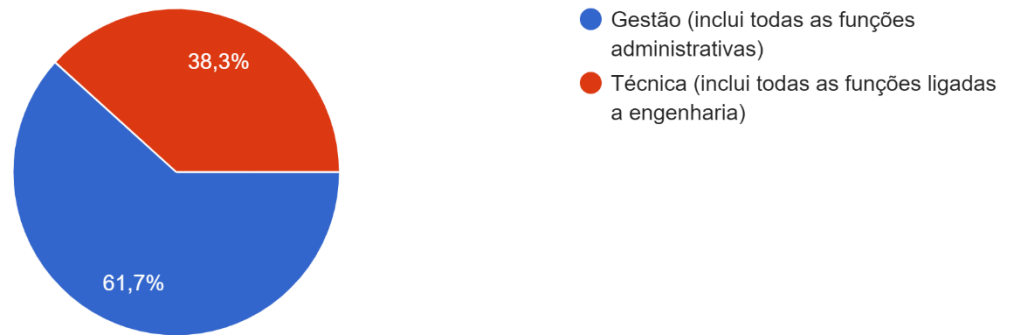 38,3%
61,7%
Gestão (inclui todas as funções
administrativas)
Técnica (inclui todas as funções ligadas
a engenharia)